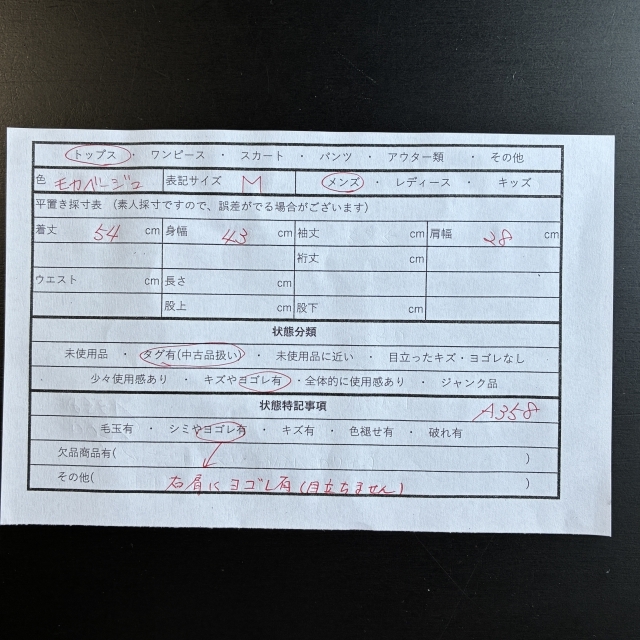 トップス ・ ワンピース ・ スカート ・ パンツ ・ アウター類 ・ その他
色 モカベージュ 表記サイズ M メンズ ・ レディース ・ キッズ
平置き採寸表 (素人採寸ですので、誤差がでる場合がございます)
着丈 54 cm 身幅 43 cm 袖丈 cm 肩幅 38 cm
裄丈 cm
ウエスト cm 長さ cm
股上 cm 股下 cm
状態分類
未使用品 ・ タグ有(中古品扱い) ・ 未使用品に近い ・ 目立ったキズ・ヨゴレなし
少々使用感あり ・ キズやヨゴレ有 ・全体的に使用感あり ・ ジャンク品
状態特記事項 A358
毛玉有 ・ シミやヨゴレ有 ・ キズ有 ・ 色褪せ有 ・ 破れ有
欠品商品有( )
その他( 右肩にヨゴレ有(目立ちません) )